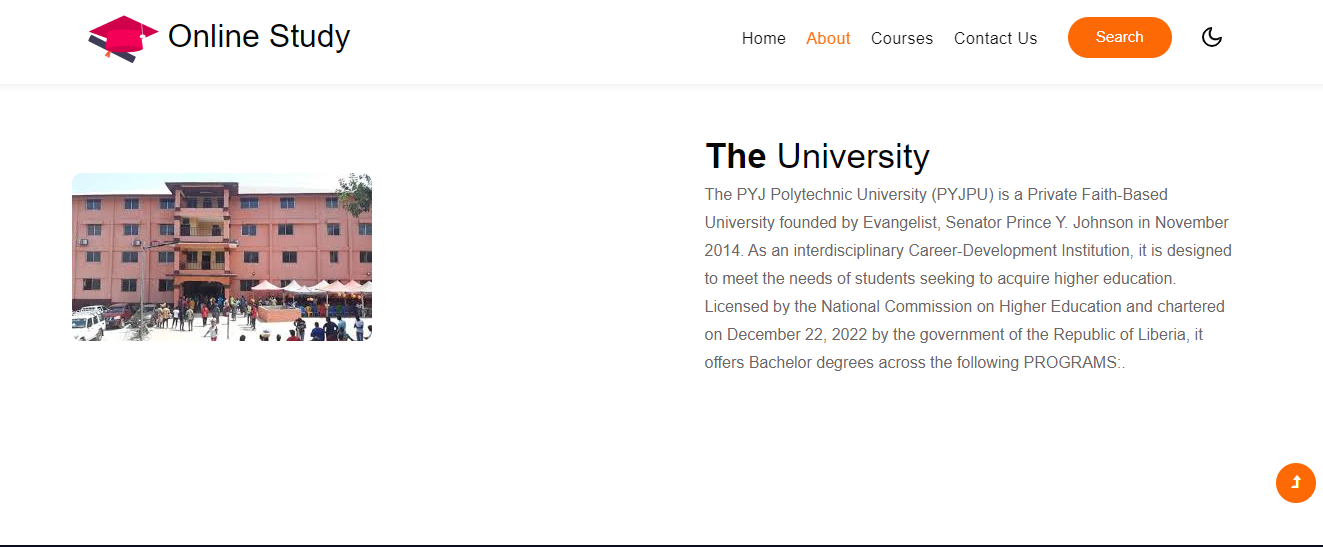 Online Study
Home About Courses Contact Us Search
The University
The PYJ Polytechnic University (PYJPU) is a Private Faith-Based
University founded by Evangelist, Senator Prince Y. Johnson in November
2014. As an interdisciplinary Career-Development Institution, it is designed
to meet the needs of students seeking to acquire higher education.
Licensed by the National Commission on Higher Education and chartered
on December 22, 2022 by the government of the Republic of Liberia, it
offers Bachelor degrees across the following PROGRAMS:.